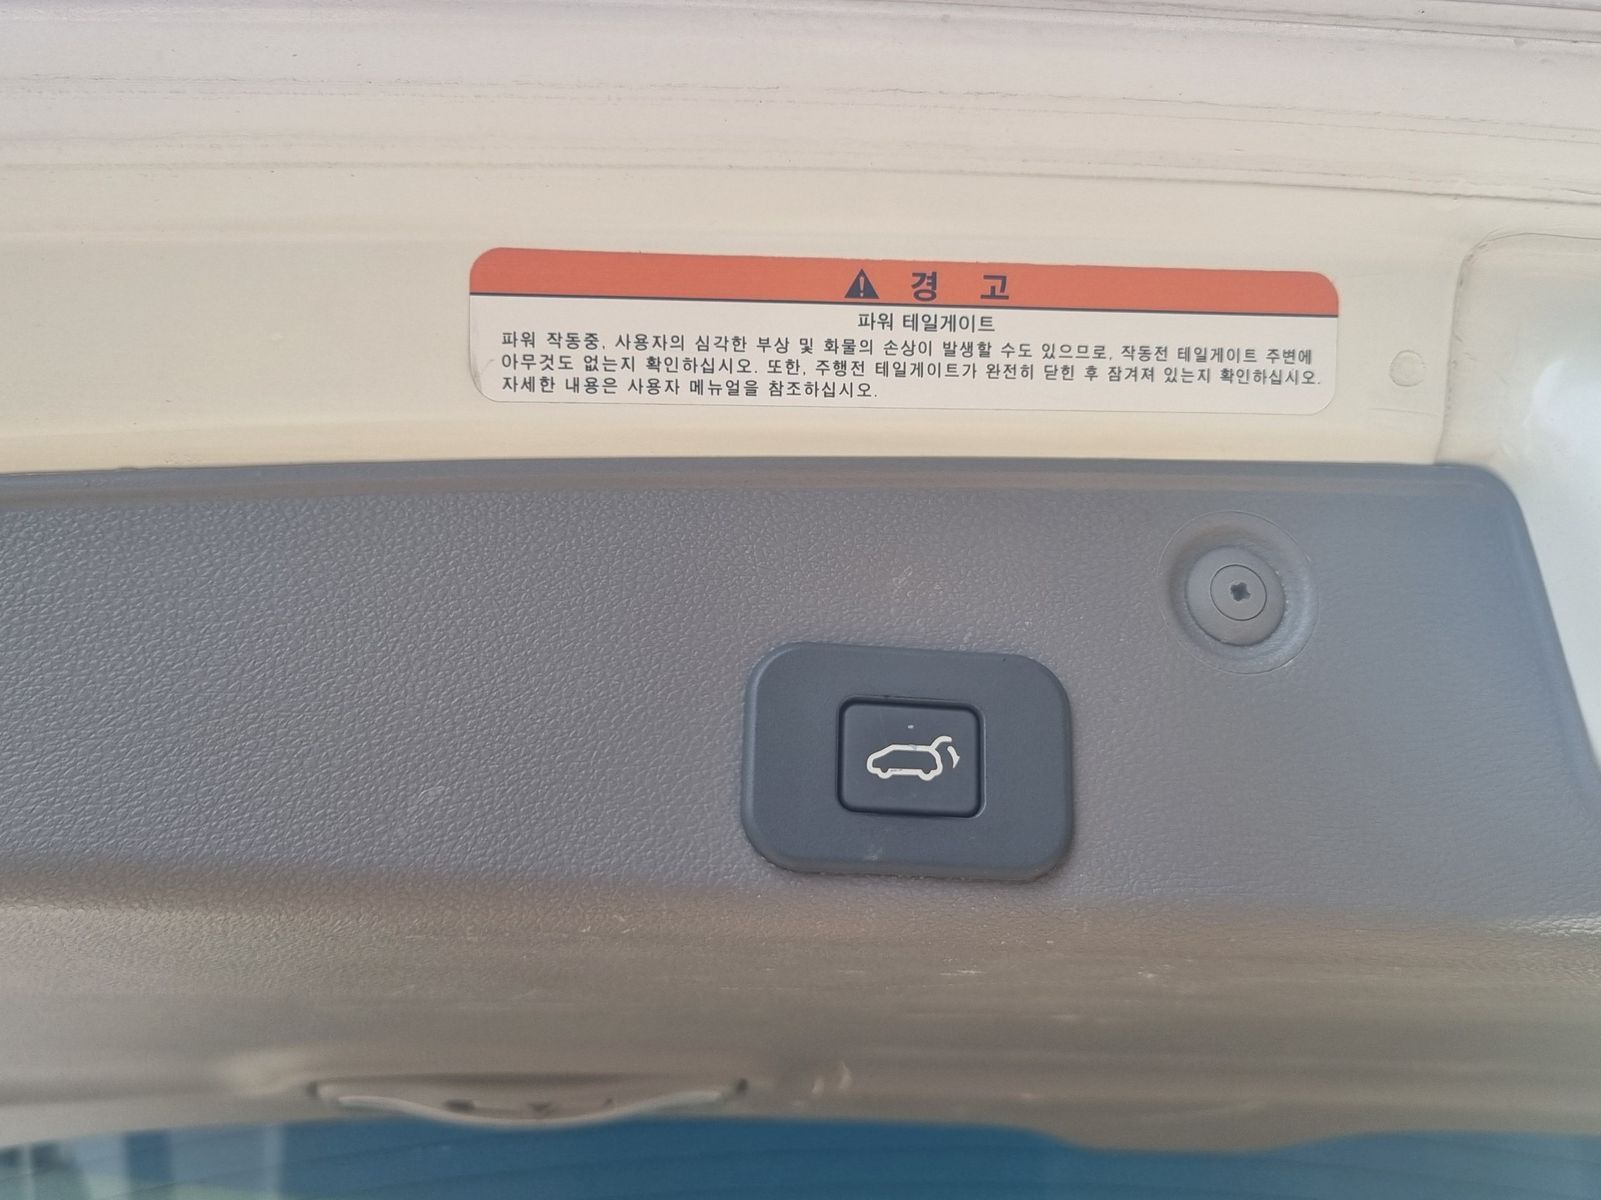 경 고
파워 테일게이트
파워 작동중, 사용자의 심각한 부상 및 화물의 손상이 발생할 수도 있으므로, 작동전 테일게이트 주변에
아무것도 없는지 확인하십시오. 또한, 주행전 테일게이트가 완전히 닫힌 후 잠겨져 있는지 확인하십시오.
자세한 내용은 사용자 메뉴얼을 참조하십시오.